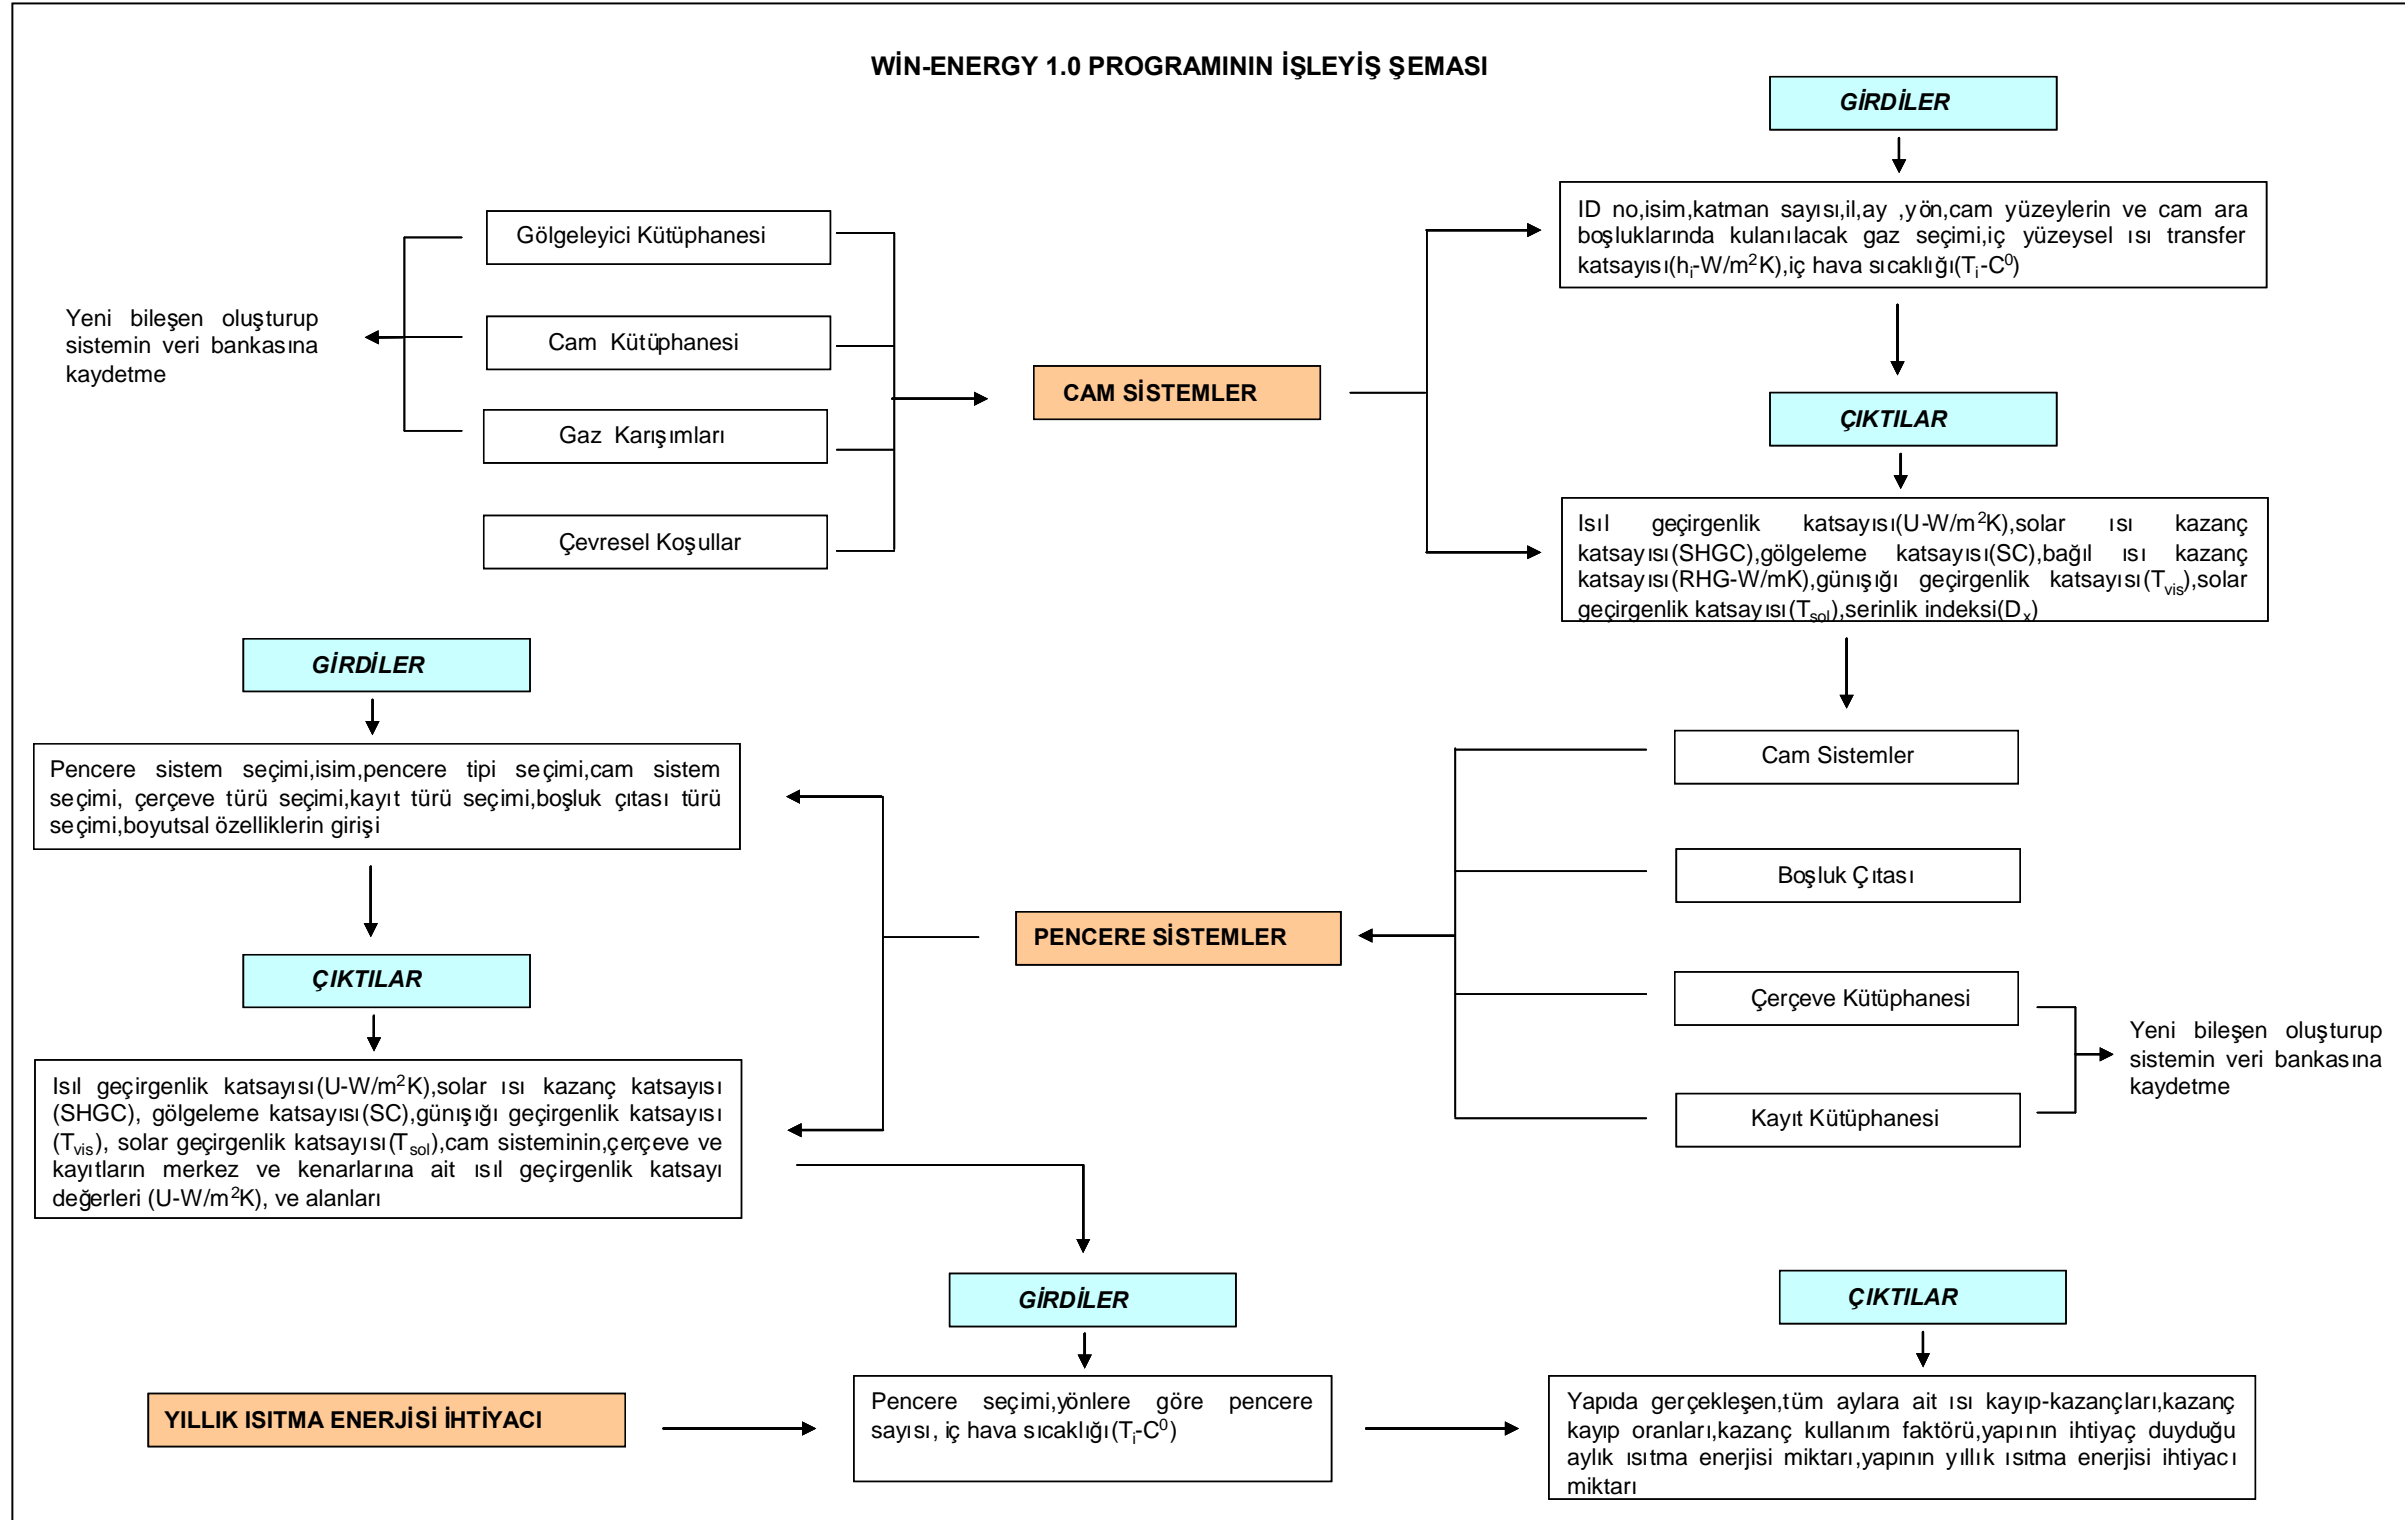 WİN-ENERGY 1.0 PROGRAMININ İŞLEYİŞ ŞEMASI
GİRDİLER
ID no,isim,katman sayısı,il,ay ,yön,cam yüzeylerin ve cam ara
boşluklarında kulanılacak gaz seçimi,iç yüzeysel ısı transfer
katsayısı(hᵢ-W/m²K),iç hava sıcaklığı(Tᵢ-C⁰)
Gölgeleyici Kütüphanesi
Cam Kütüphanesi
Gaz Karışımları
Çevresel Koşullar
Yeni bileşen oluşturup
sistemin veri bankasına
kaydetme
CAM SİSTEMLER
ÇIKTILAR
Isıl geçirgenlik katsayısı(U-W/m²K),solar ısı kazanç
katsayısı(SHGC),gölgeleme katsayısı(SC),bağıl ısı kazanç
katsayısı(RHG-W/mK),günışığı geçirgenlik katsayısı(Tvis),solar
geçirgenlik katsayısı(Tsol),serinlik indeksi(Dx)
GİRDİLER
Pencere sistem seçimi,isim,pencere tipi seçimi,cam sistem
seçimi, çerçeve türü seçimi,kayıt türü seçimi,boşluk çıtası türü
seçimi,boyutsal özelliklerin girişi
ÇIKTILAR
Isıl geçirgenlik katsayısı(U-W/m²K),solar ısı kazanç katsayısı
(SHGC), gölgeleme katsayısı(SC),günışığı geçirgenlik katsayısı
(Tvis), solar geçirgenlik katsayısı(Tsol),cam sisteminin,çerçeve ve
kayıtların merkez ve kenarlarına ait ısıl geçirgenlik katsayı
değerleri (U-W/m²K), ve alanları
PENCERE SİSTEMLER
Cam Sistemler
Boşluk Çıtası
Çerçeve Kütüphanesi
Kayıt Kütüphanesi
Yeni bileşen oluşturup
sistemin veri bankasına
kaydetme
YILLIK ISITMA ENERJİSİ İHTİYACI
GİRDİLER
Pencere seçimi,yönlere göre pencere
sayısı, iç hava sıcaklığı(Tᵢ-C⁰)
ÇIKTILAR
Yapıda gerçekleşen,tüm aylara ait ısı kayıp-kazançları,kazanç
kayıp oranları,kazanç kullanım faktörü,yapının ihtiyaç duyduğu
aylık ısıtma enerjisi miktarı,yapının yıllık ısıtma enerjisi ihtiyacı
miktarı